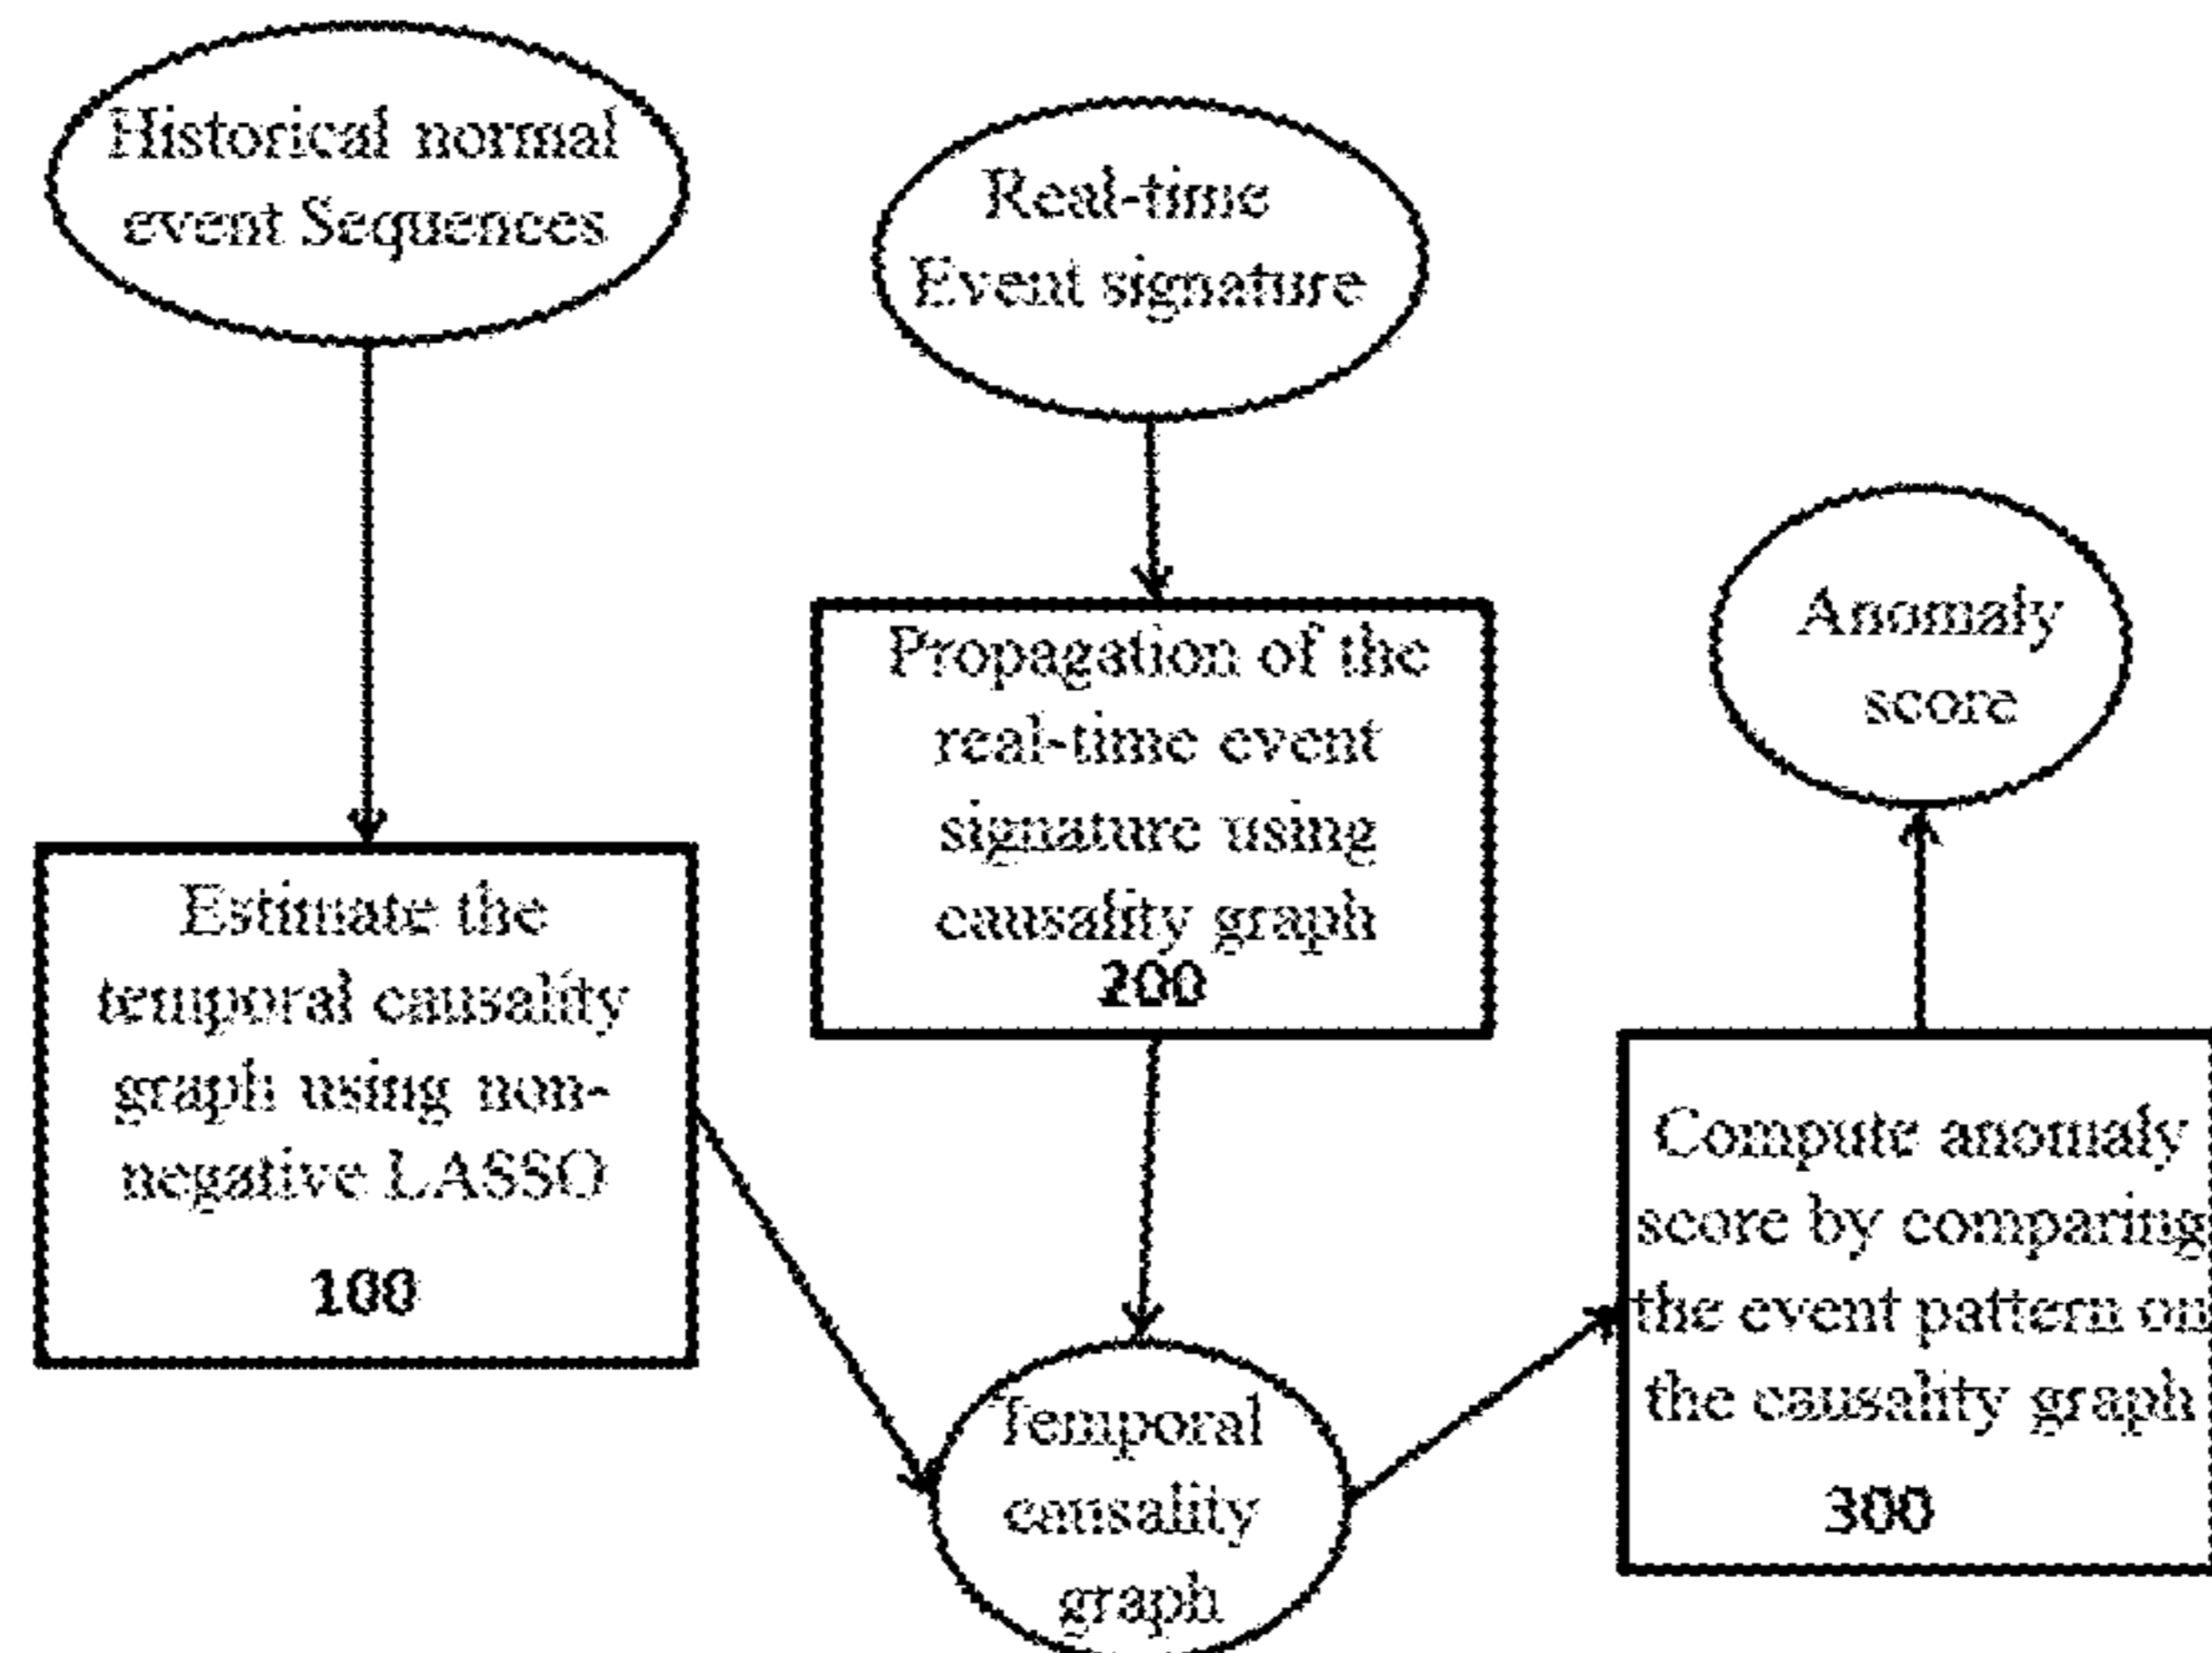 Historical normal
event Sequences
Real-time
Event signature
Propagation of the
real-time event
signature using
causality graph
200
Anomaly
score
Estimate the
temporal causality
graph using non-
negative LASSO
100
Temporal
causality
graph
Compute anomaly
score by comparing
the event pattern on
the causality graph
300